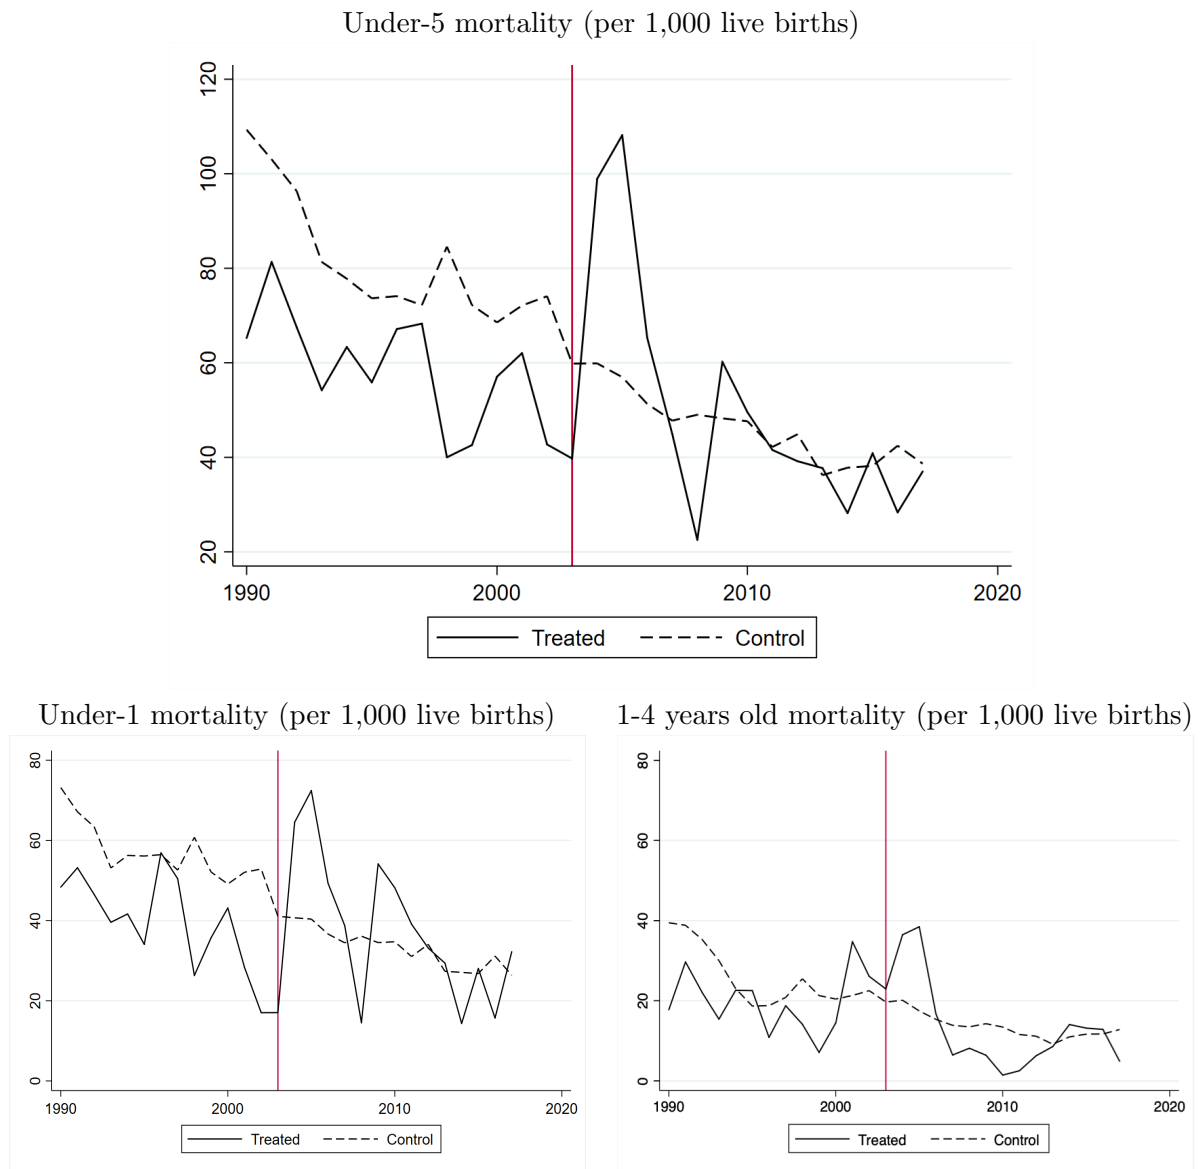 Under-5 mortality (per 1,000 live births)
120
100
80
60
40
20
1990 2000 2010 2020
Treated Control
Under-1 mortality (per 1,000 live births)
80
60
40
20
0
1990 2000 2010 2020
Treated Control
1-4 years old mortality (per 1,000 live births)
80
60
40
20
0
1990 2000 2010 2020
Treated Control